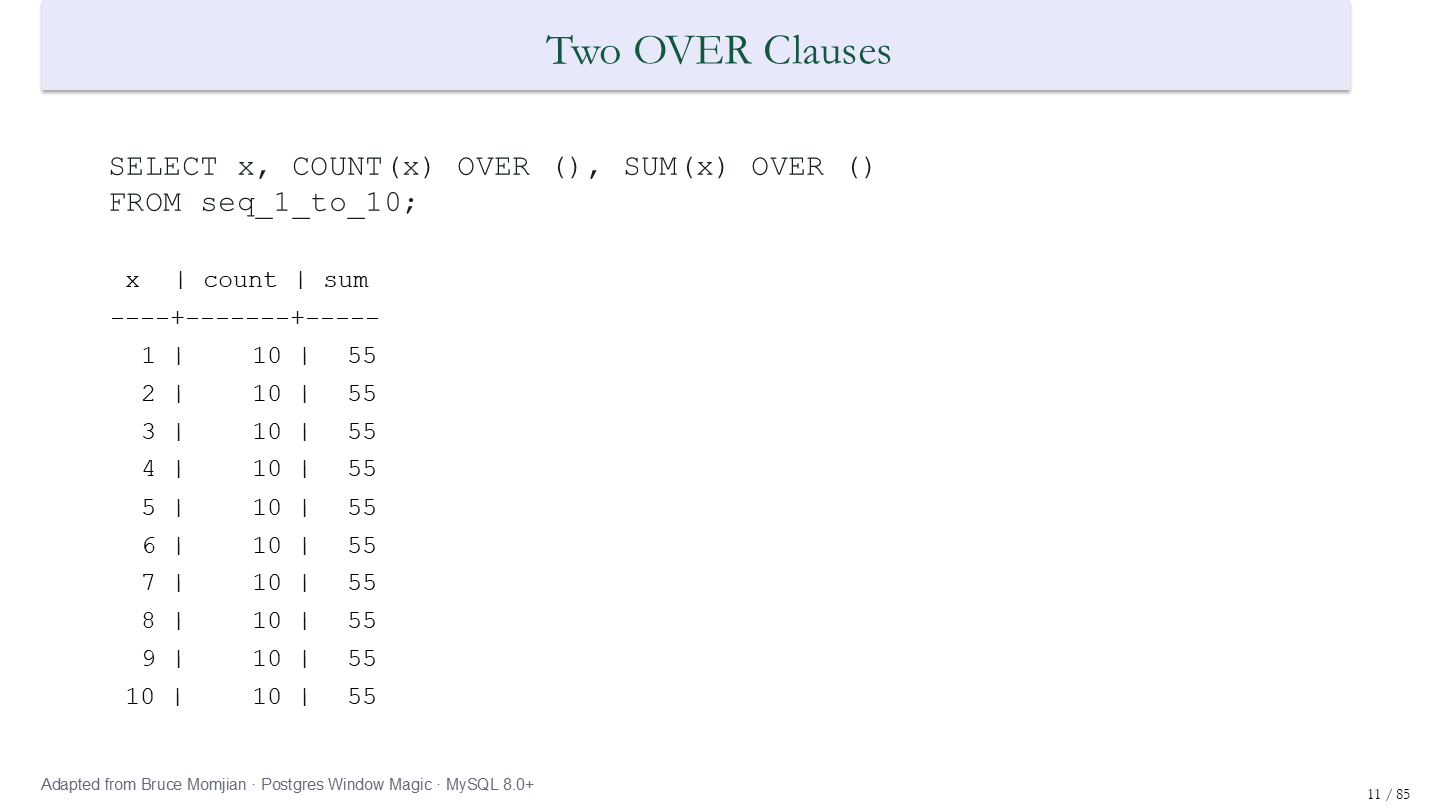 Two OVER Clauses
SELECT x, COUNT(x) OVER (), SUM(x) OVER ()
FROM seq_1_to_10;
 x  | count | sum
----+-------+-----
  1 |    10 |  55
  2 |    10 |  55
  3 |    10 |  55
  4 |    10 |  55
  5 |    10 |  55
  6 |    10 |  55
  7 |    10 |  55
  8 |    10 |  55
  9 |    10 |  55
 10 |    10 |  55
Adapted from Bruce Momjian · Postgres Window Magic · MySQL 8.0+
11 / 85